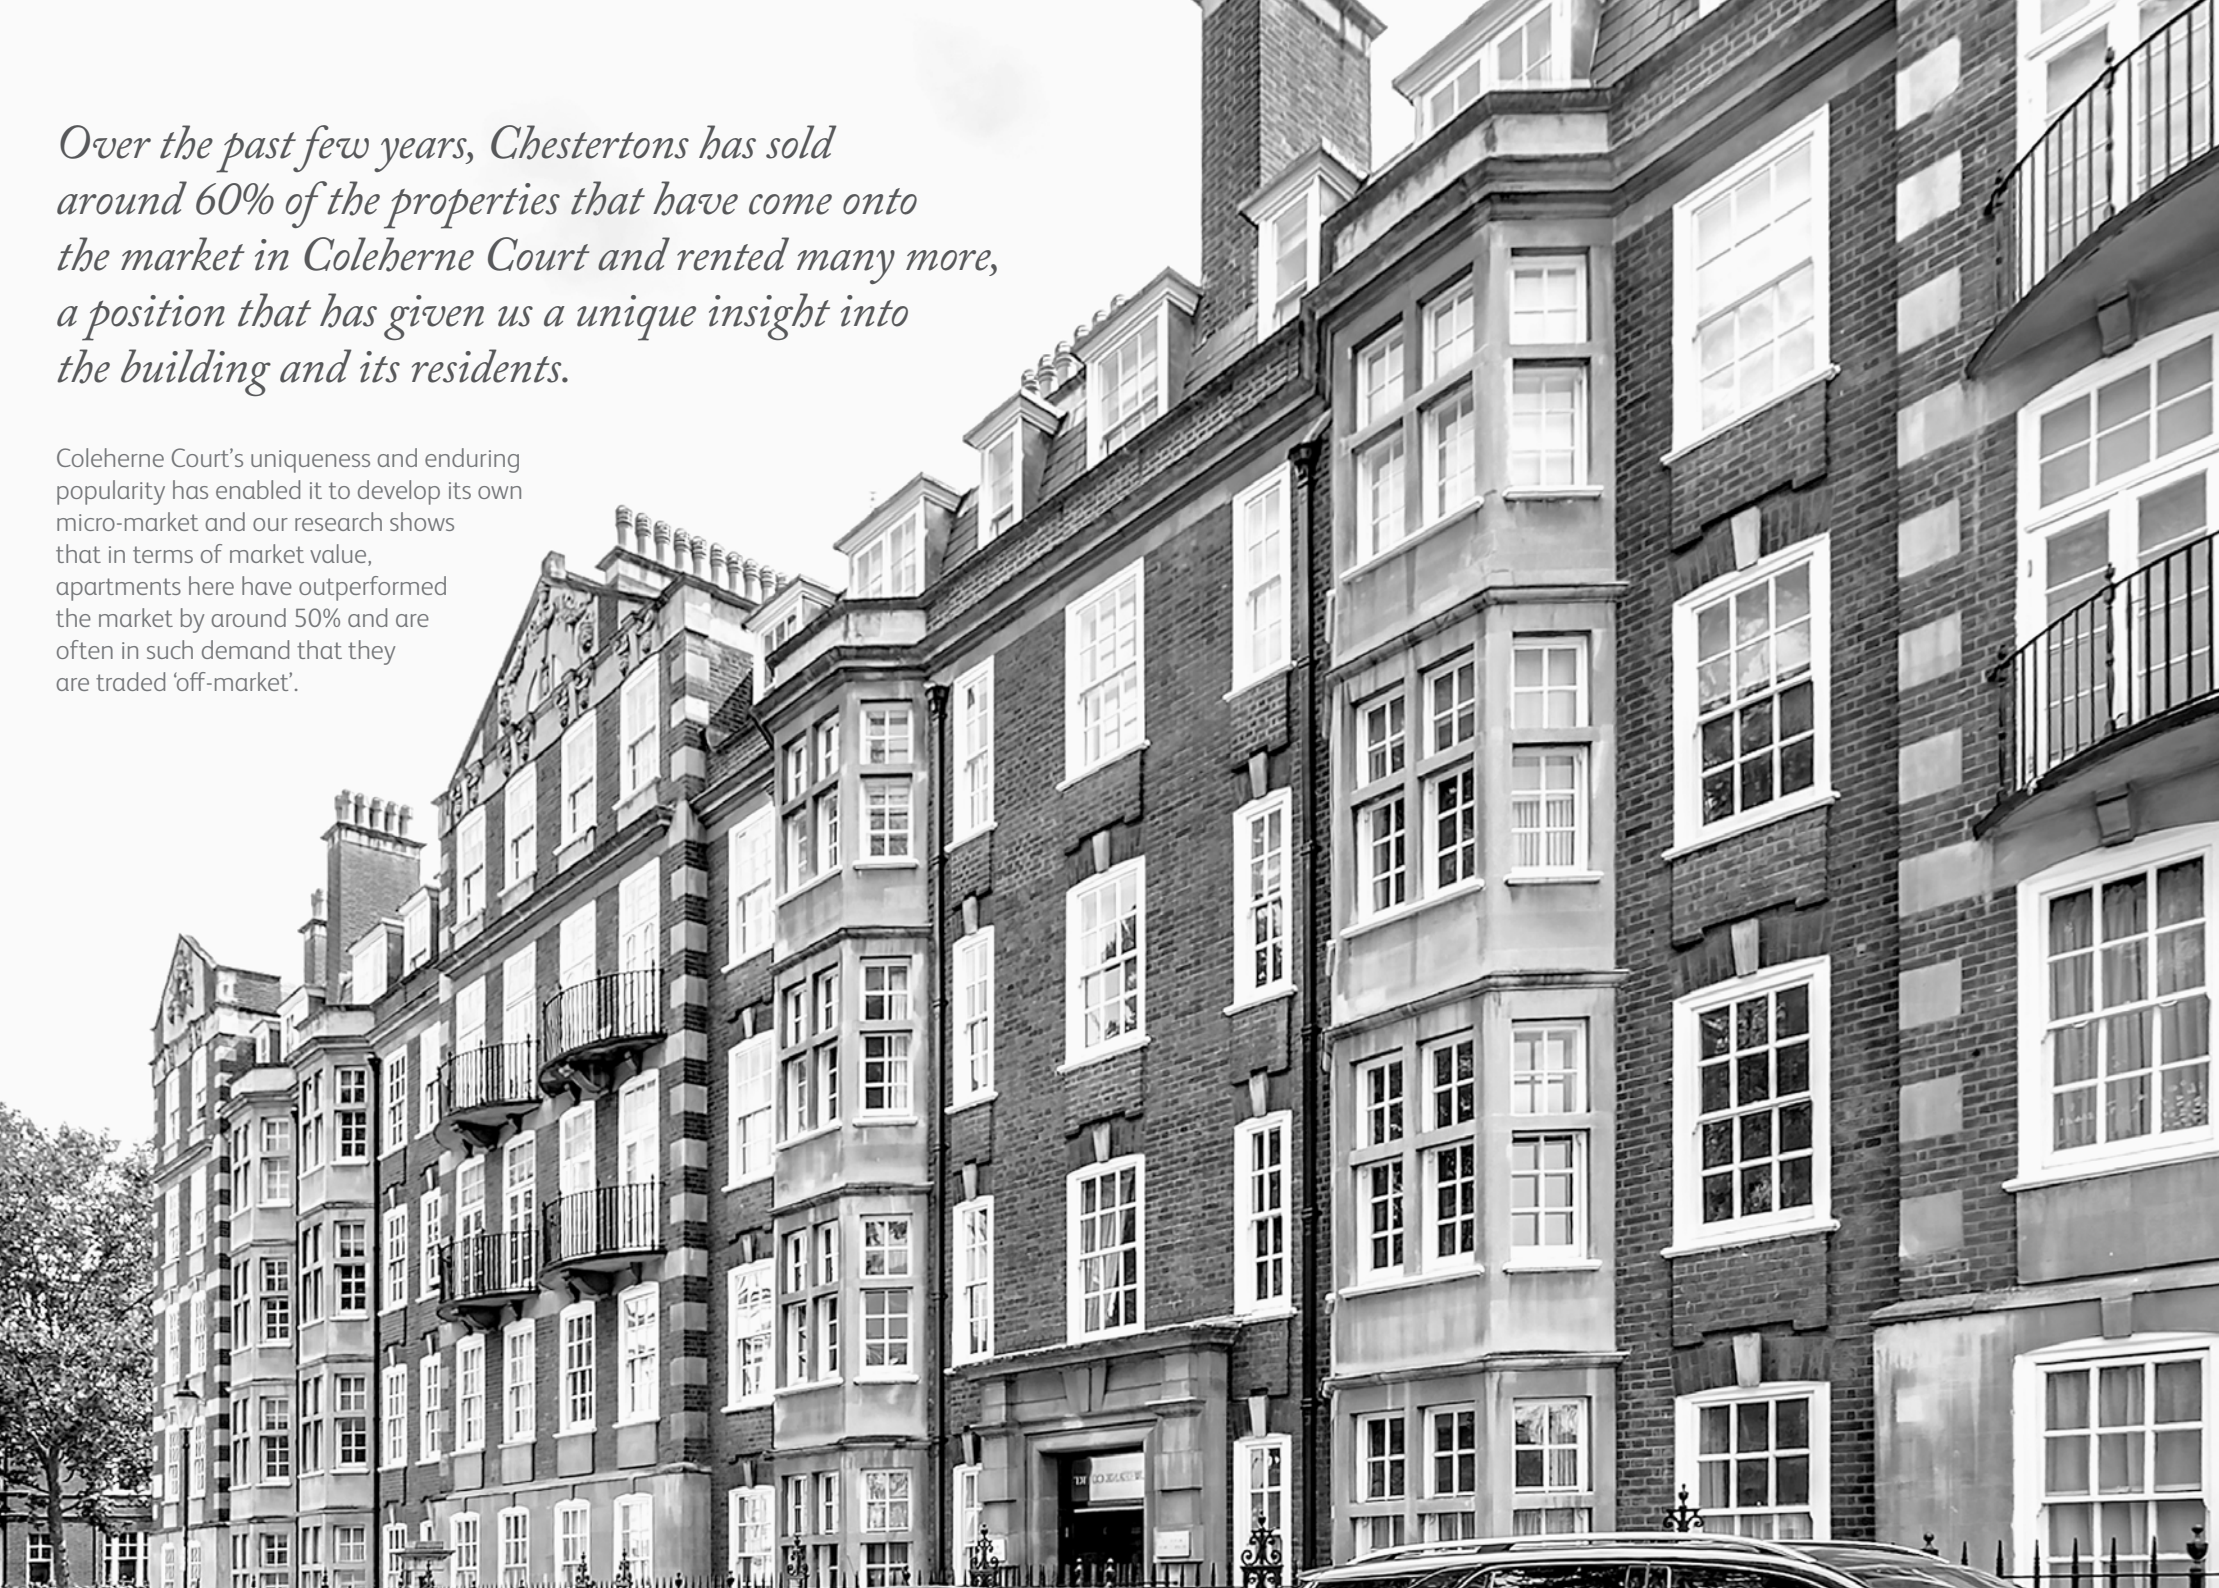 Over the past few years, Chestertons has sold
around 60% of the properties that have come onto
the market in Coleherne Court and rented many more,
a position that has given us a unique insight into
the building and its residents.
Coleherne Court’s uniqueness and enduring
popularity has enabled it to develop its own
micro-market and our research shows
that in terms of market value,
apartments here have outperformed
the market by around 50% and are
often in such demand that they
are traded ‘off-market’.